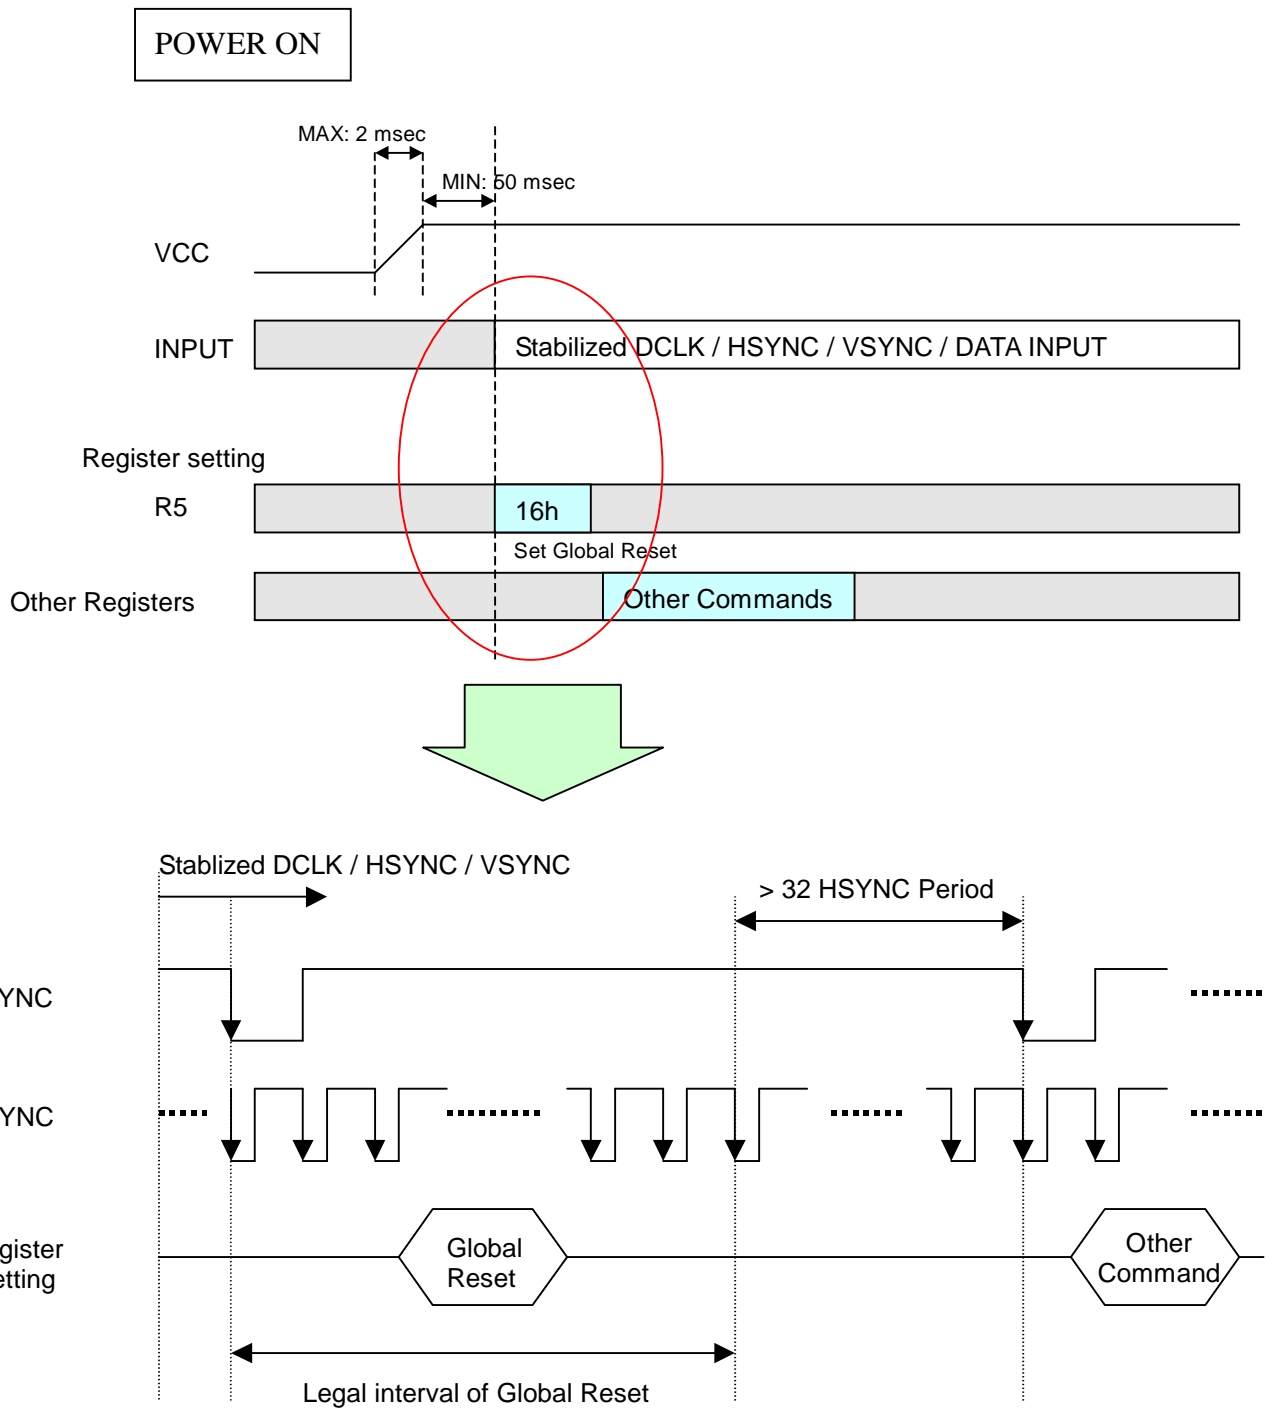 POWER ON
MAX: 2 msec
MIN: 50 msec
VCC
INPUT
Stabilized DCLK / HSYNC / VSYNC / DATA INPUT
Register setting
R5
16h
Set Global Reset
Other Registers
Other Commands
Stablized DCLK / HSYNC / VSYNC
> 32 HSYNC Period
YNC
YNC
gister
etting
Global
Reset
Other
Command
Legal interval of Global Reset